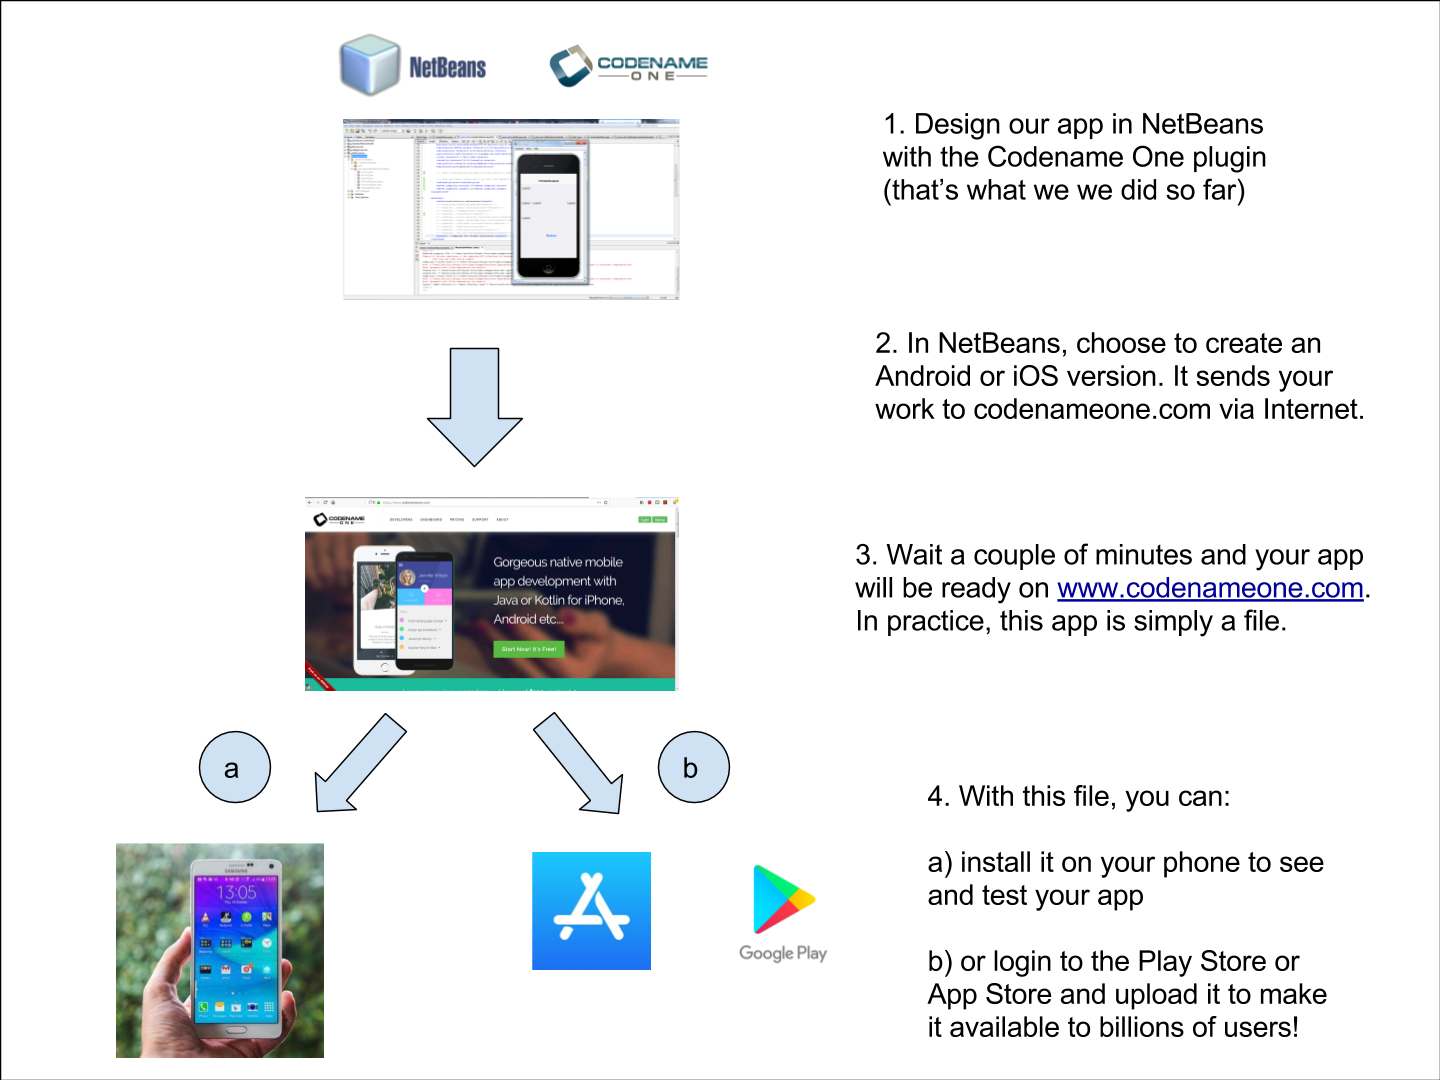 NetBeans
CODENAME
ONE
1. Design our app in NetBeans
with the Codename One plugin
(that's what we we did so far)
2. In NetBeans, choose to create an
Android or iOS version. It sends your
work to codenameone.com via Internet.
CODENAME
ONE
DEVELOPERS DASHBOARD PRICING SUPPORT ABOUT
Gorgeous native mobile
app development with
Java or Kotlin for iPhone,
Android etc...
Start Now! It's Free!
3. Wait a couple of minutes and your app
will be ready on www.codenameone.com.
In practice, this app is simply a file.
a
b
4. With this file, you can:
a) install it on your phone to see
and test your app
b) or login to the Play Store or
App Store and upload it to make
it available to billions of users!
SAMSUNG
13:05
Google Play